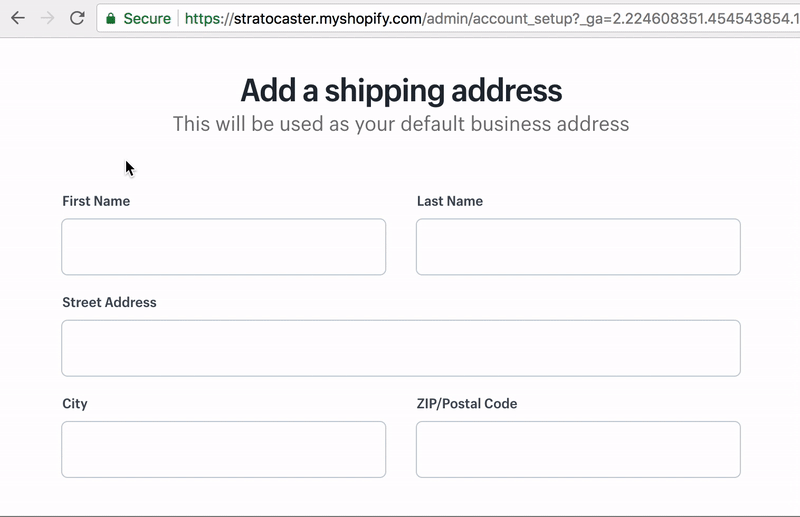 Secure https://stratocaster.myshopify.com/admin/account_setup?_ga=2.224608351.454543854.1
Add a shipping address
This will be used as your default business address
First Name Last Name
Street Address
City ZIP/Postal Code